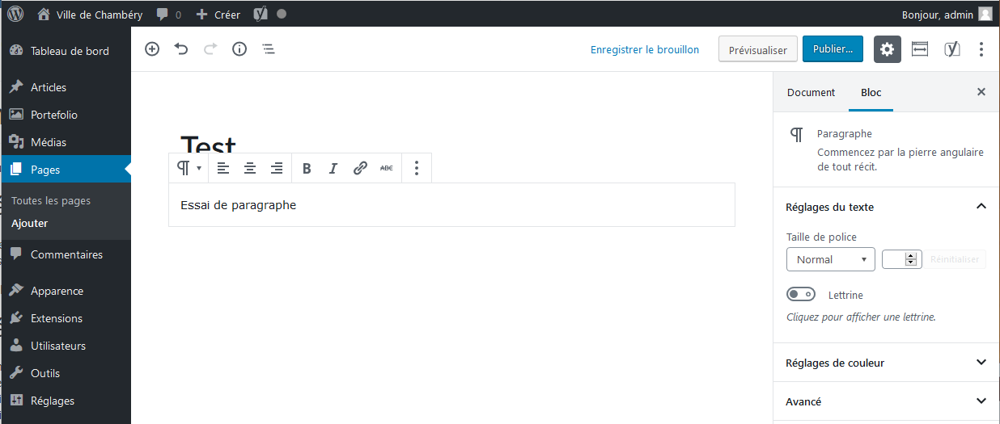 Ville de Chambéry 0 Créer Bonjour, admin
Tableau de bord
Articles
Portefolio
Médias
Pages
Toutes les pages
Ajouter
Commentaires
Apparence
Extensions
Utilisateurs
Outils
Réglages
Enregistrer le brouillon Prévisualiser Publier...
Test
B I ABC
Essai de paragraphe
Document Bloc
Paragraphe
Commencez par la pierre angulaire
de tout récit.
Réglages du texte
Taille de police
Normal Réinitialiser
Lettrine
Cliquez pour afficher une lettrine.
Réglages de couleur
Avancé